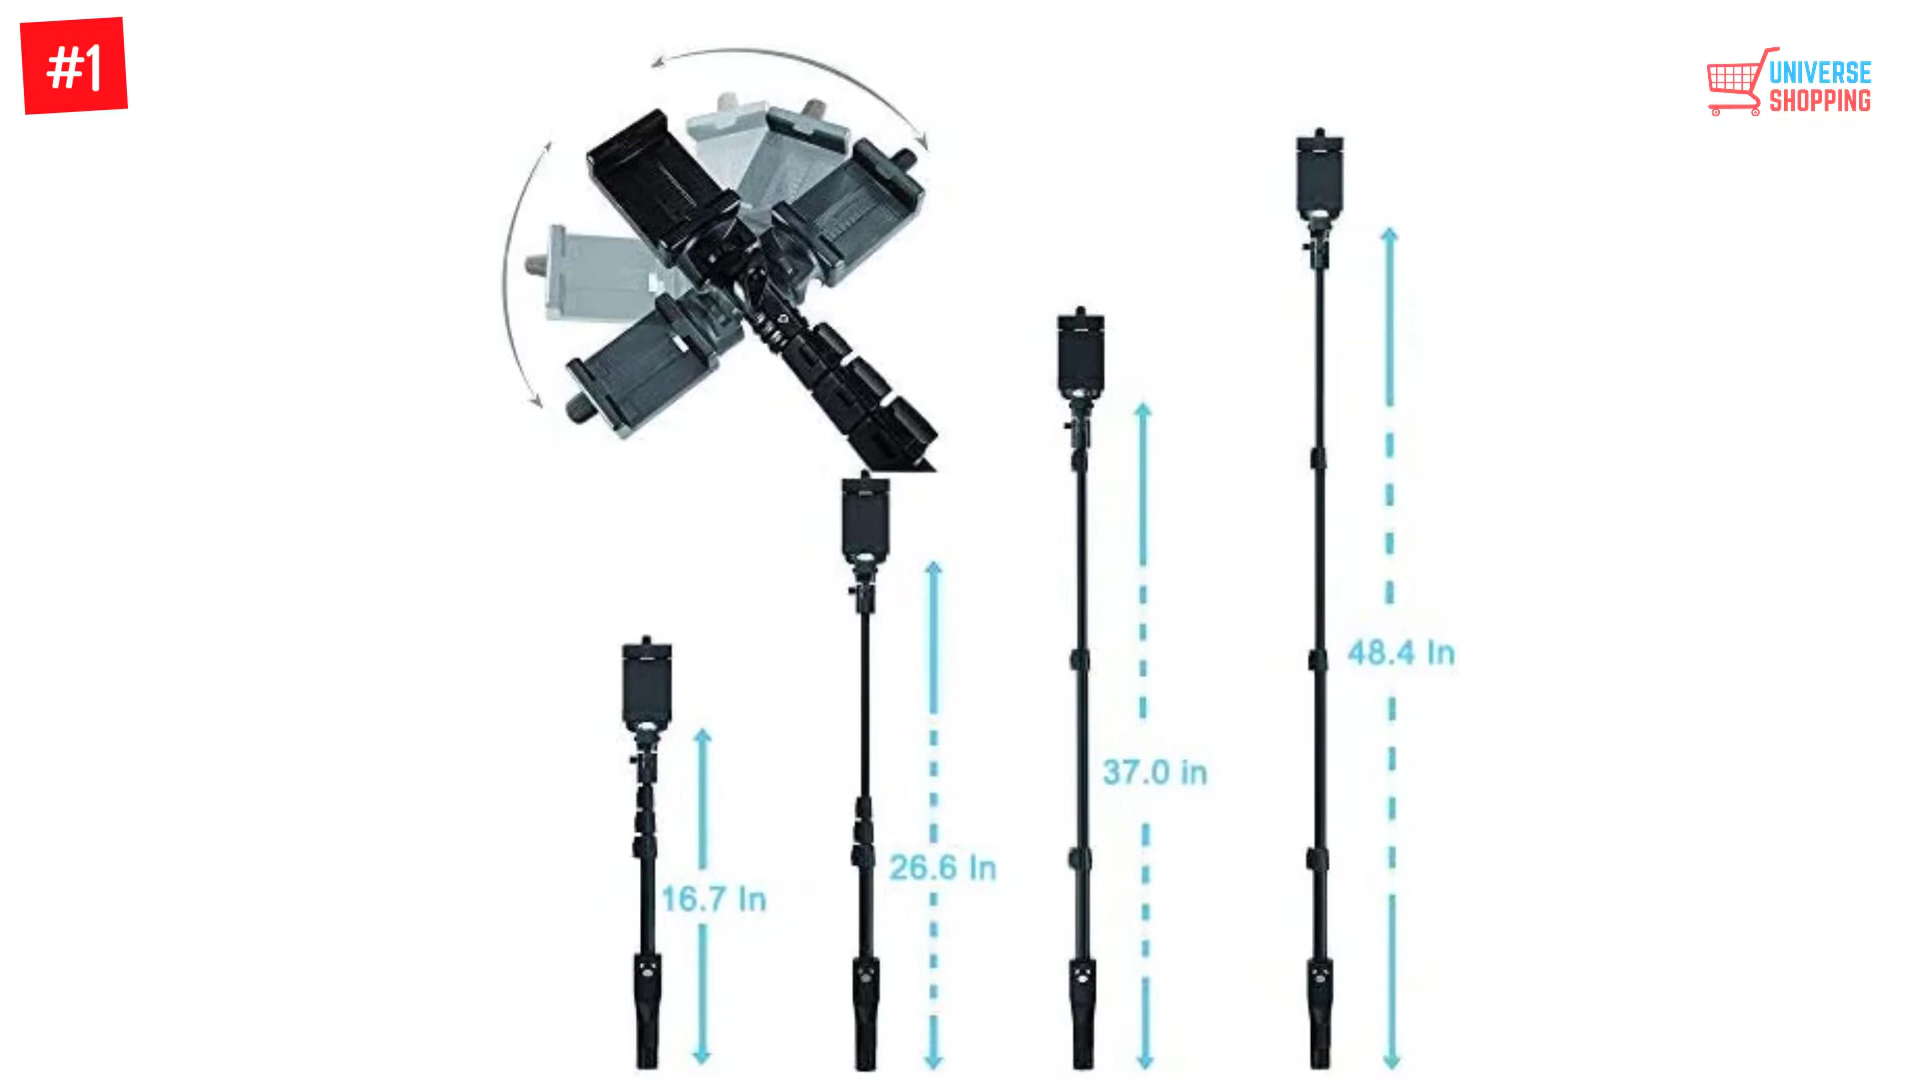 #1
UNIVERSE
SHOPPING
48.4 In
37.0 in
26.6 In
16.7 In